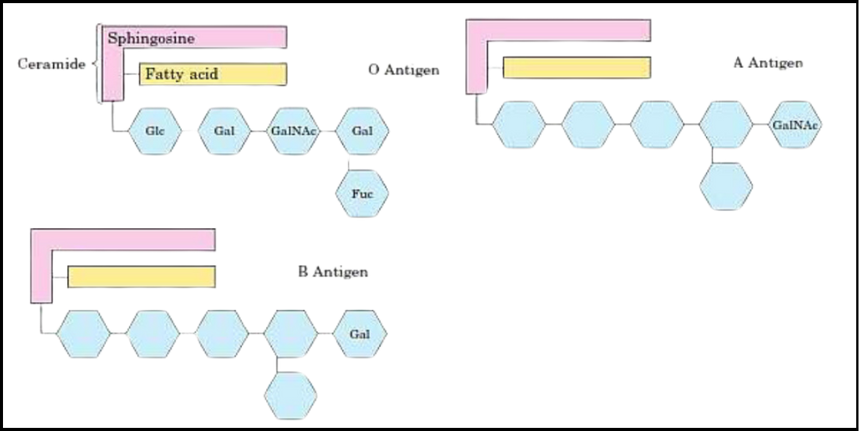 Sphingosine
Ceramide
Fatty acid
O Antigen
Glc Gal GalNAc Gal
Fuc
A Antigen
GalNAc
B Antigen
Gal